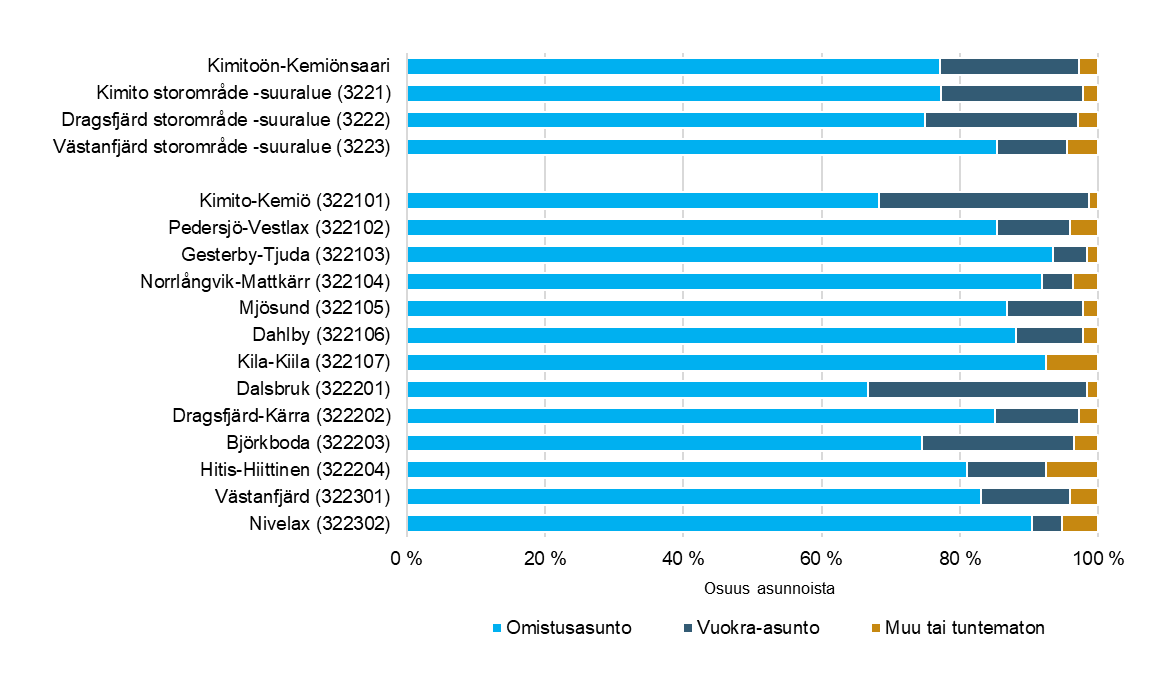 Kimitoön-Kemiönsaari
Kimito storområde -suuralue (3221)
Dragsfjärd storområde -suuralue (3222)
Västanfjärd storområde -suuralue (3223)
Kimito-Kemiö (322101)
Pedersjö-Vestlax (322102)
Gesterby-Tjuda (322103)
Norrlångvik-Mattkärr (322104)
Mjösund (322105)
Dahlby (322106)
Kila-Kiila (322107)
Dalsbruk (322201)
Dragsfjärd-Kärra (322202)
Björkboda (322203)
Hitis-Hiittinen (322204)
Västanfjärd (322301)
Nivelax (322302)
0 % 20 % 40 % 60 % 80 % 100 %
Osuus asunnoista
Omistusasunto Vuokra-asunto Muu tai tuntematon